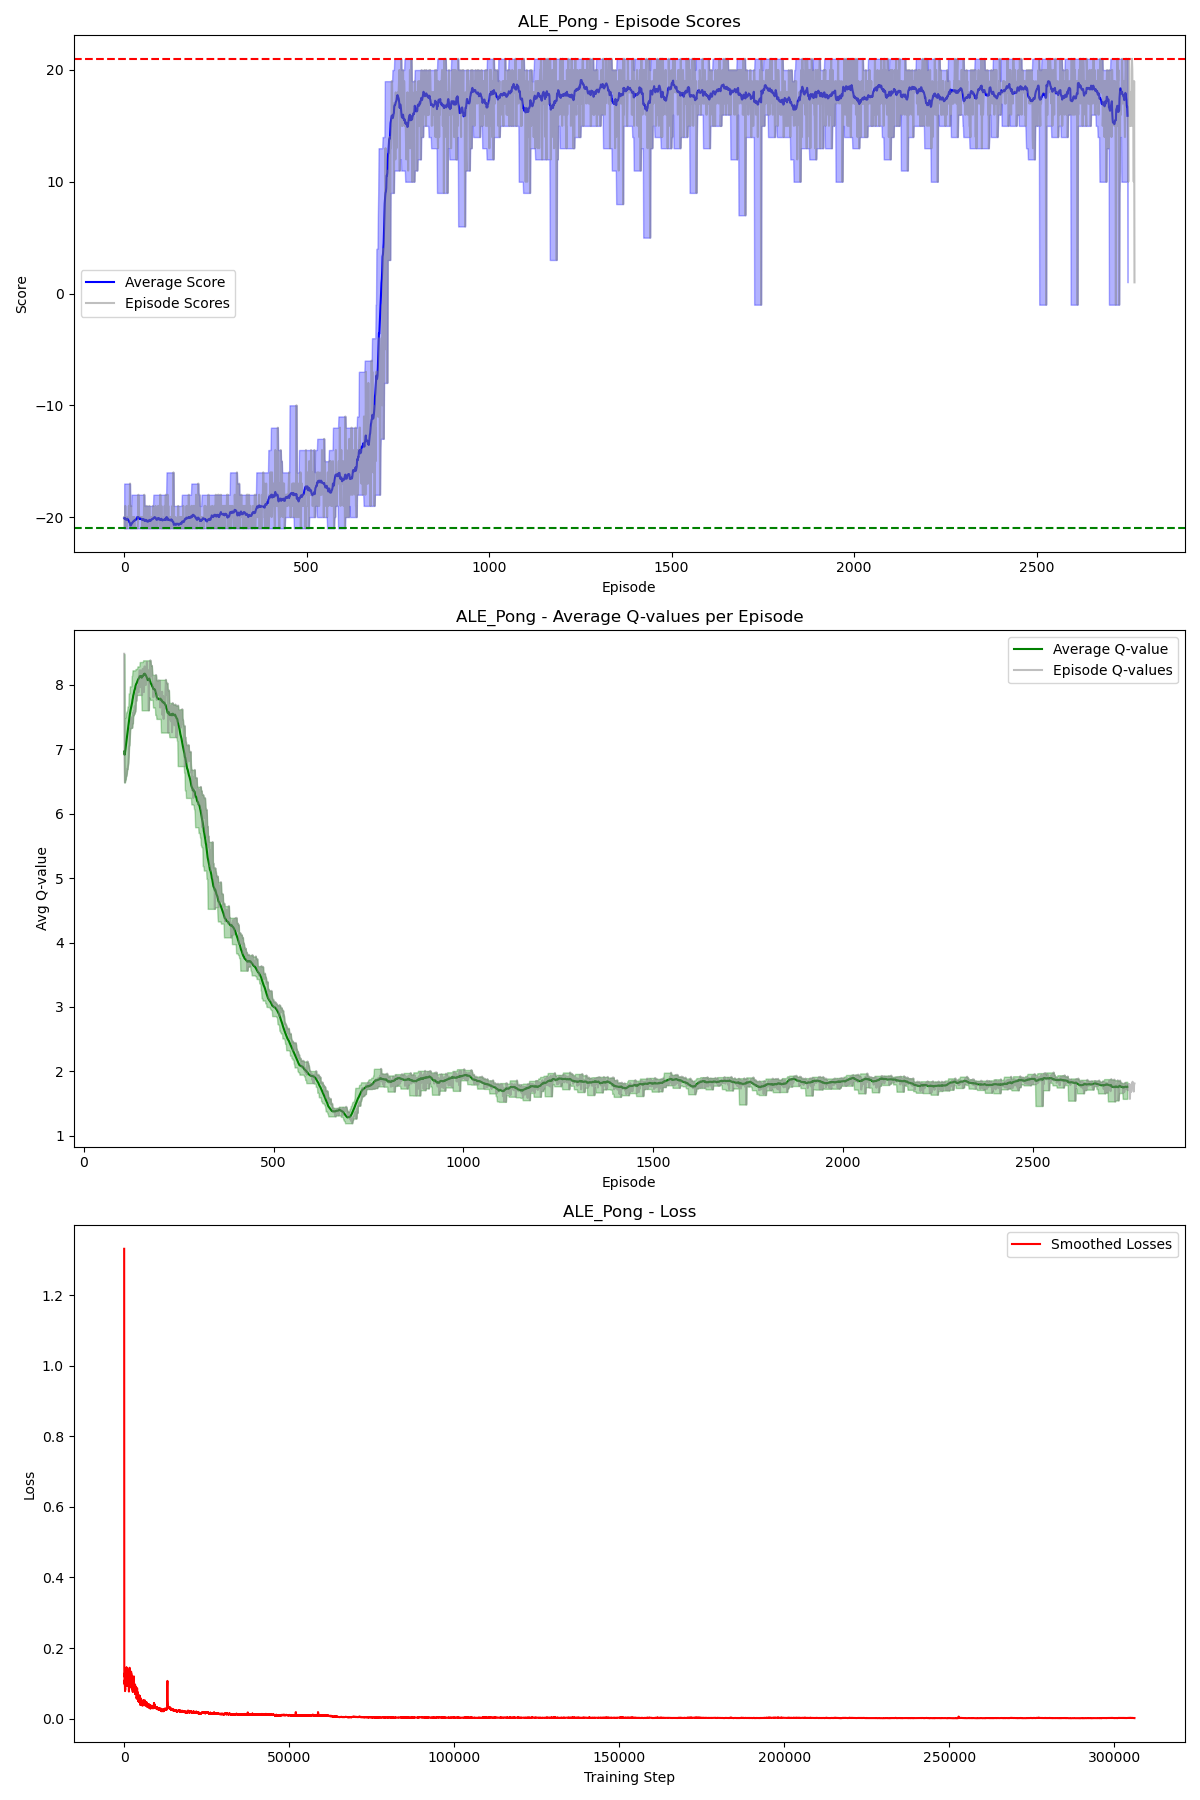 ALE_Pong - Episode Scores
20
10
0
−10
−20
Score
Average Score
Episode Scores
0 500 1000 1500 2000 2500
Episode
ALE_Pong - Average Q-values per Episode
8
7
6
5
4
3
2
1
Avg Q-value
Average Q-value
Episode Q-values
0 500 1000 1500 2000 2500
Episode
ALE_Pong - Loss
1.2
1.0
0.8
0.6
0.4
0.2
0.0
Loss
Smoothed Losses
0 50000 100000 150000 200000 250000 300000
Training Step